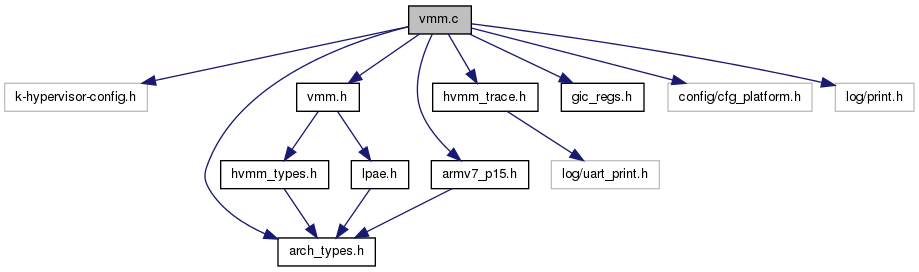 vmm.c
k-hypervisor-config.h
vmm.h
hvmm_trace.h
gic_regs.h
config/cfg_platform.h
log/print.h
hvmm_types.h
lpae.h
armv7_p15.h
log/uart_print.h
arch_types.h